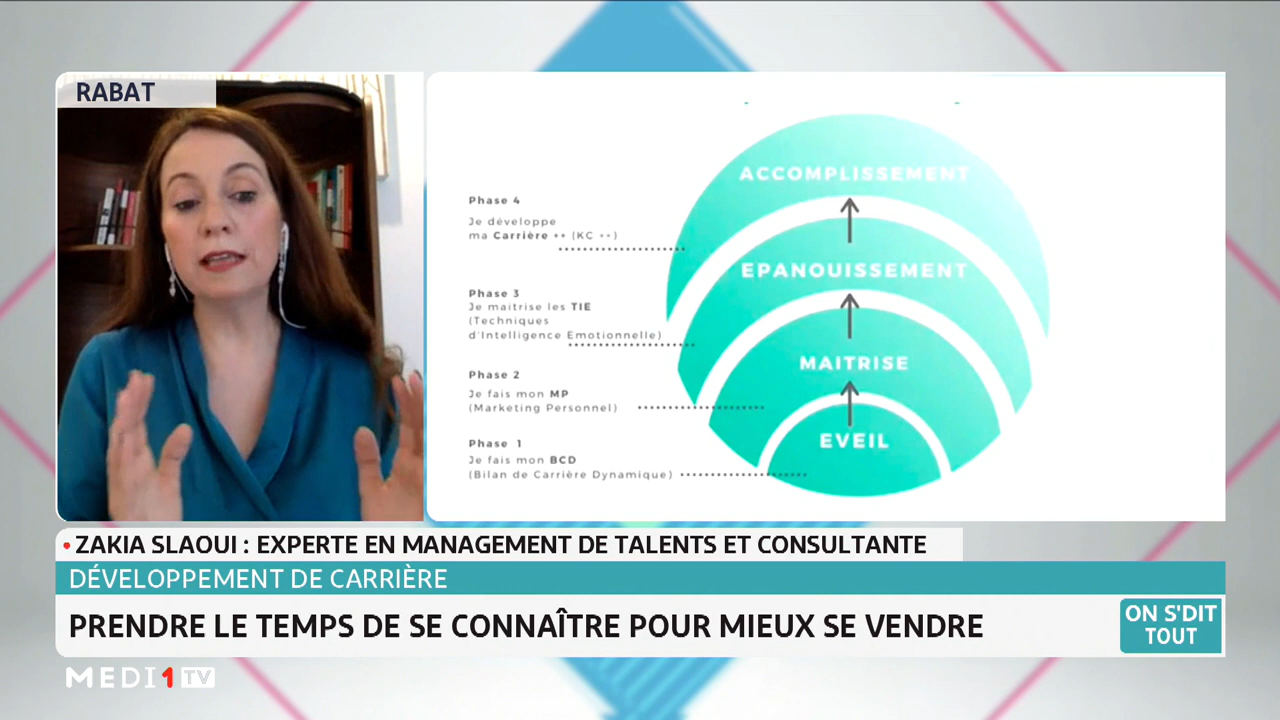 RABAT
ACCOMPLISSEMENT
EPANOUISSEMENT
MAITRISE
EVEIL
Phase 4
Je développe
ma Carrière ++ (KC ++)
Phase 3
Je maitrise les TIE
(Techniques
d'Intelligence Emotionnelle)
Phase 2
Je fais mon MP
(Marketing Personnel)
Phase 1
Je fais mon BCD
(Bilan de Carrière Dynamique)
ZAKIA SLAOUI : EXPERTE EN MANAGEMENT DE TALENTS ET CONSULTANTE
DÉVELOPPEMENT DE CARRIÈRE
PRENDRE LE TEMPS DE SE CONNAÎTRE POUR MIEUX SE VENDRE
ON S'DIT
TOUT
MEDI1TV